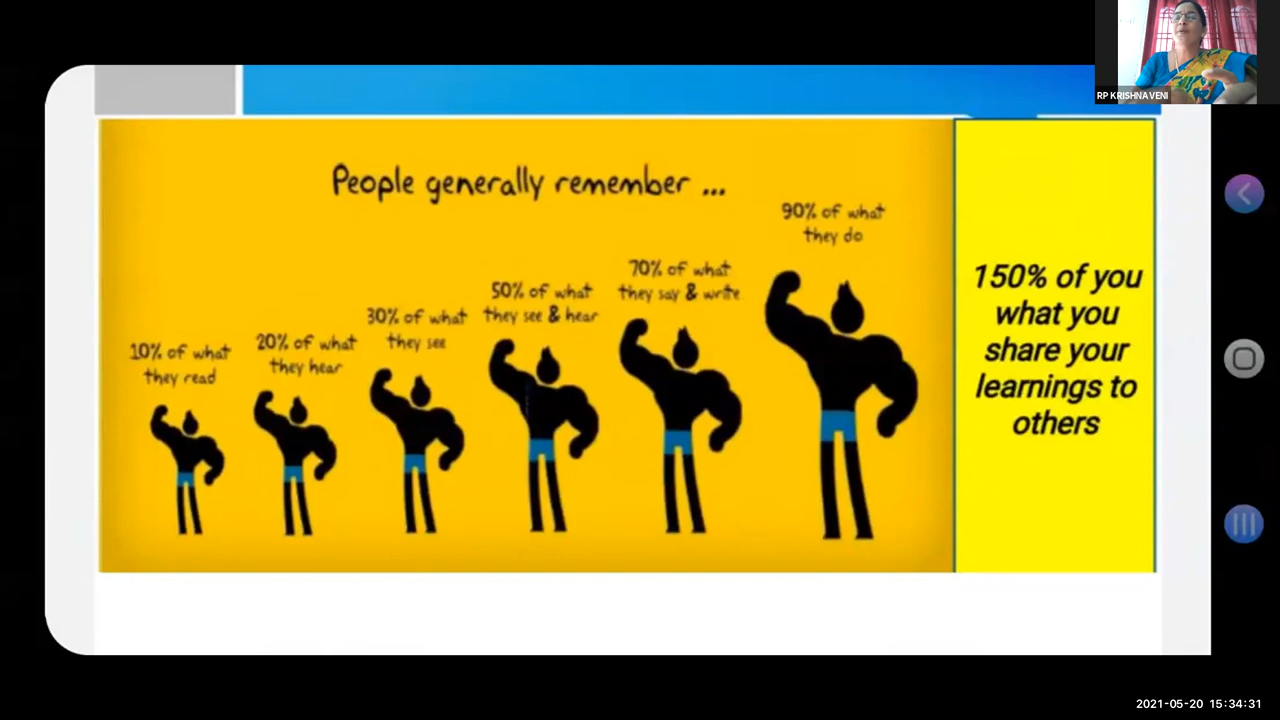 RP KRISHNAVENI
People generally remember ...
10% of what
they read
20% of what
they hear
30% of what
they see
50% of what
they see & hear
70% of what
they say & write
90% of what
they do
150% of you
what you
share your
learnings to
others
2021-05-20 15:34:31